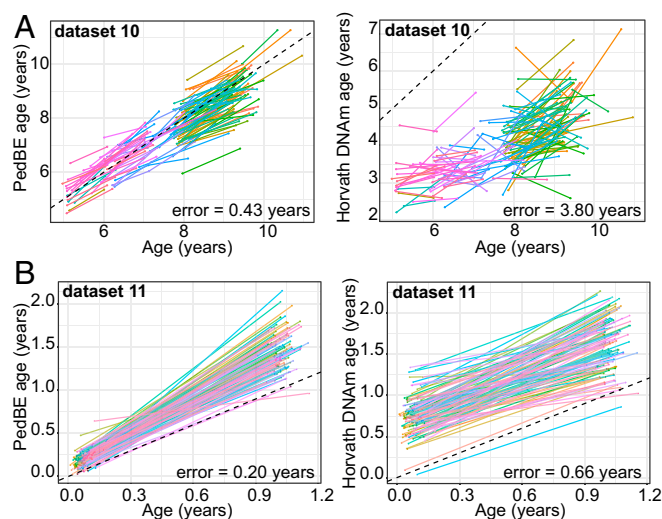 A
dataset 10
PedBE age (years)
10
8
6
error = 0.43 years
6
8
10
Age (years)
dataset 10
Horvath DNAm age (years)
7
6
5
4
3
2
error = 3.80 years
6
8
10
Age (years)
B
dataset 11
PedBE age (years)
2.0
1.5
1.0
0.5
0.0
error = 0.20 years
0.0
0.3
0.6
0.9
1.2
Age (years)
dataset 11
Horvath DNAm age (years)
2.0
1.5
1.0
0.5
0.0
error = 0.66 years
0.0
0.3
0.6
0.9
1.2
Age (years)